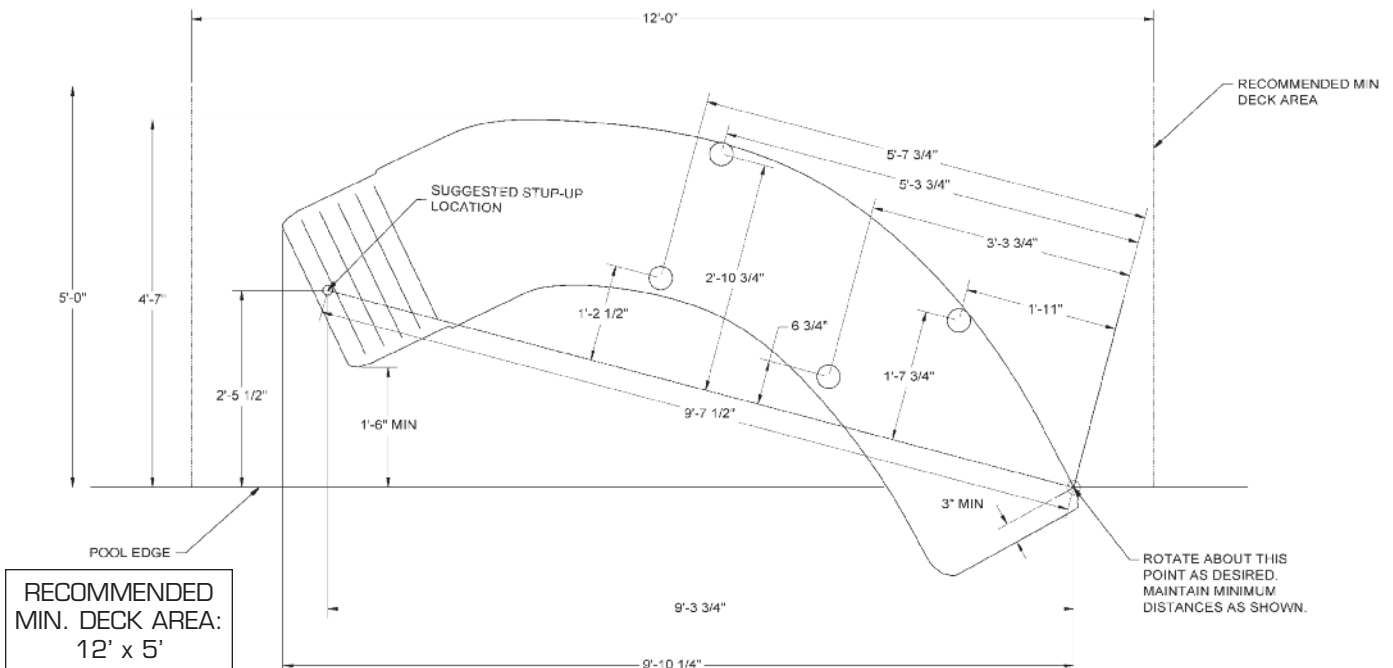 12'-0"
RECOMMENDED MIN
DECK AREA
5'-7 3/4"
5'-3 3/4"
SUGGESTED STUP-UP
LOCATION
3'-3 3/4"
2'-10 3/4"
5'-0"
4'-7"
1'-2 1/2"
1'-11"
6 3/4"
1'-7 3/4"
2'-5 1/2"
9'-7 1/2"
1'-6" MIN
3" MIN
POOL EDGE
ROTATE ABOUT THIS
POINT AS DESIRED.
MAINTAIN MINIMUM
DISTANCES AS SHOWN.
RECOMMENDED
MIN. DECK AREA:
12' x 5'
9'-3 3/4"
9'-10 1/4"